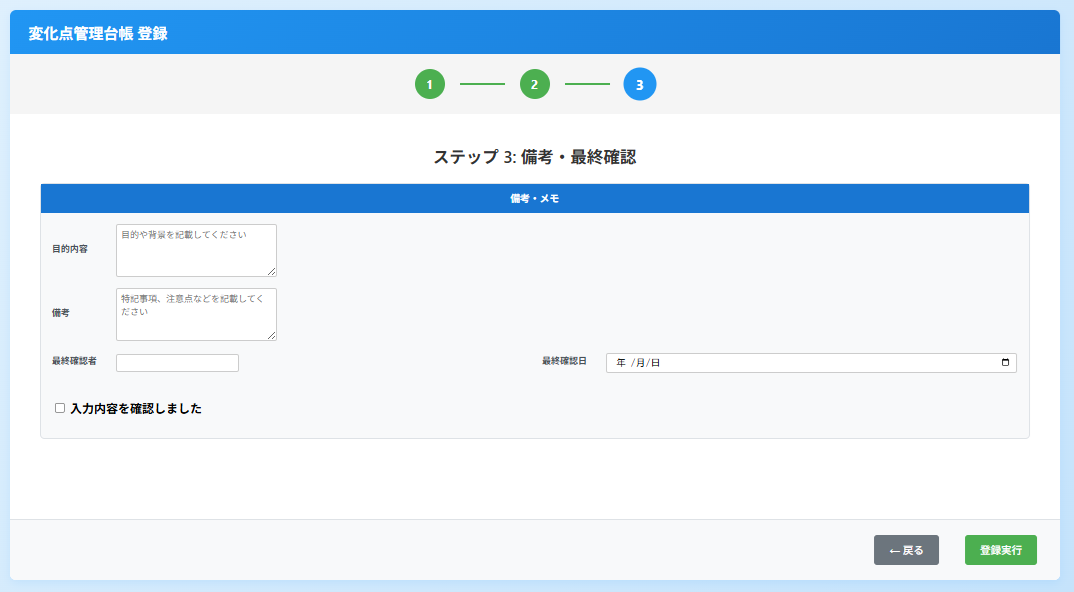 変化点管理台帳 登録
1 2 3
ステップ 3: 備考・最終確認
備考・メモ
目的内容
目的や背景を記載してください
備考
特記事項、注意点などを記載してく
ださい
最終確認者
最終確認日 年 /月/日
入力内容を確認しました
←戻る 登録実行